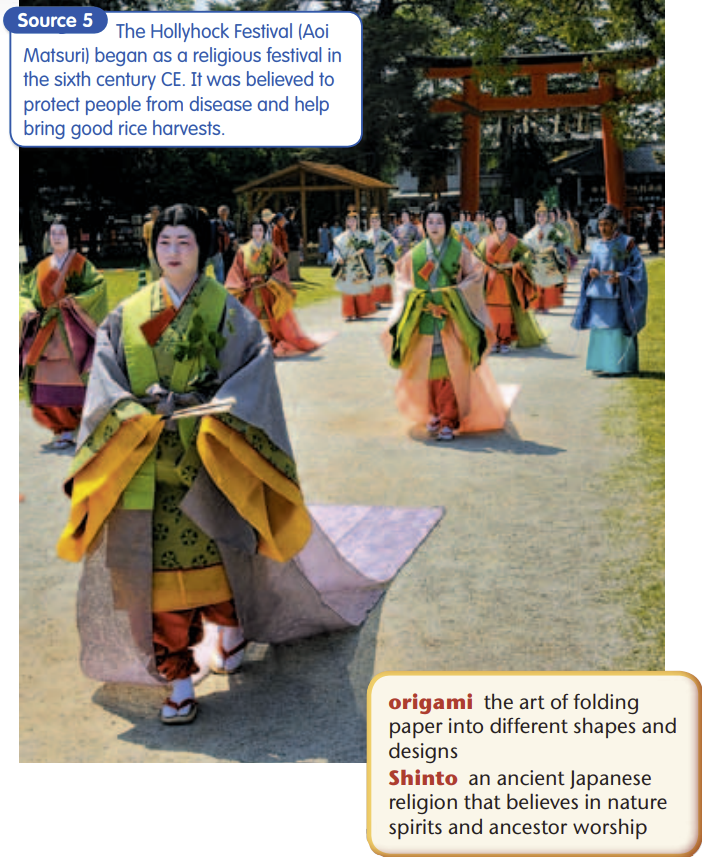 Source 5
The Hollyhock Festival (Aoi
Matsuri) began as a religious festival in
the sixth century CE. It was believed to
protect people from disease and help
bring good rice harvests.
origami the art of folding
paper into different shapes and
designs
Shinto an ancient Japanese
religion that believes in nature
spirits and ancestor worship